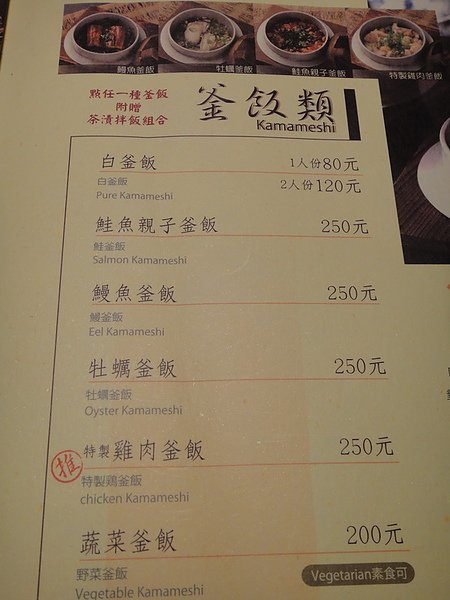 鰻魚釜飯
牡蠣釜飯
鮭魚親子釜飯
特製雞肉釜飯
點任一種釜飯
附贈
茶漬拌飯組合
釜飯類
Kamameshi
白釜飯 1人份80元
白釜飯 2人份120元
Pure Kamameshi
鮭魚親子釜飯 250元
鮭釜飯
Salmon Kamameshi
鰻魚釜飯 250元
鰻釜飯
Eel Kamameshi
牡蠣釜飯 250元
牡蠣釜飯
Oyster Kamameshi
推 特製雞肉釜飯 250元
特製鶏釜飯
chicken Kamameshi
蔬菜釜飯 200元
野菜釜飯 Vegetarian素食可
Vegetable Kamameshi